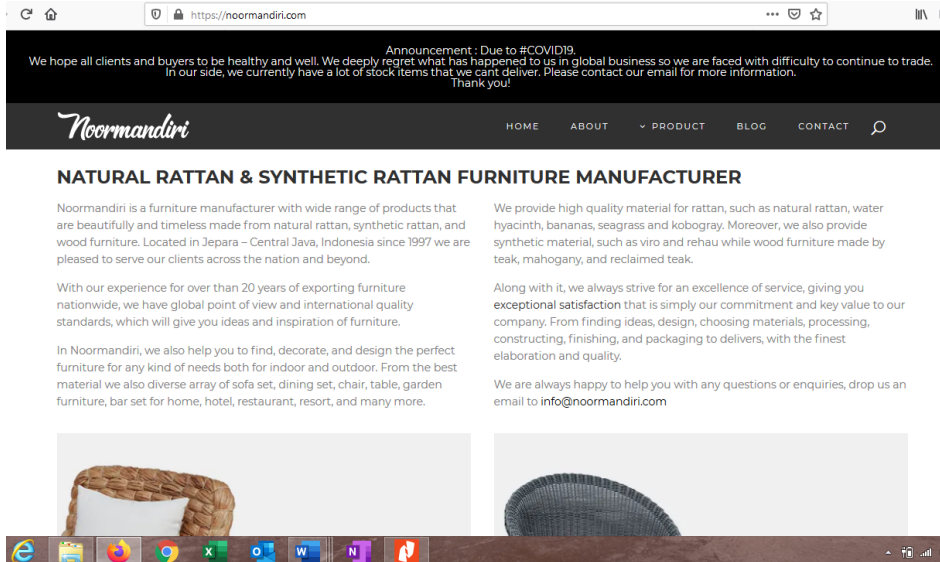 https://noormandiri.com
Announcement : Due to #COVID19.
We hope all clients and buyers to be healthy and well. We deeply regret what has happened to us in global business so we are faced with difficulty to continue to trade.
In our side, we currently have a lot of stock items that we cant deliver. Please contact our email for more information.
Thank you!
Noormandiri
HOME ABOUT PRODUCT BLOG CONTACT
NATURAL RATTAN & SYNTHETIC RATTAN FURNITURE MANUFACTURER
Noormandiri is a furniture manufacturer with wide range of products that
are beautifully and timeless made from natural rattan, synthetic rattan, and
wood furniture. Located in Jepara – Central Java, Indonesia since 1997 we are
pleased to serve our clients across the nation and beyond.
With our experience for over than 20 years of exporting furniture
nationwide, we have global point of view and international quality
standards, which will give you ideas and inspiration of furniture.
In Noormandiri, we also help you to find, decorate, and design the perfect
furniture for any kind of needs both for indoor and outdoor. From the best
material we also diverse array of sofa set, dining set, chair, table, garden
furniture, bar set for home, hotel, restaurant, resort, and many more.
We provide high quality material for rattan, such as natural rattan, water
hyacinth, bananas, seagrass and kobogray. Moreover, we also provide
synthetic material, such as viro and rehau while wood furniture made by
teak, mahogany, and reclaimed teak.
Along with it, we always strive for an excellence of service, giving you
exceptional satisfaction that is simply our commitment and key value to our
company. From finding ideas, design, choosing materials, processing,
constructing, finishing, and packaging to delivers, with the finest
elaboration and quality.
We are always happy to help you with any questions or enquiries, drop us an
email to info@noormandiri.com